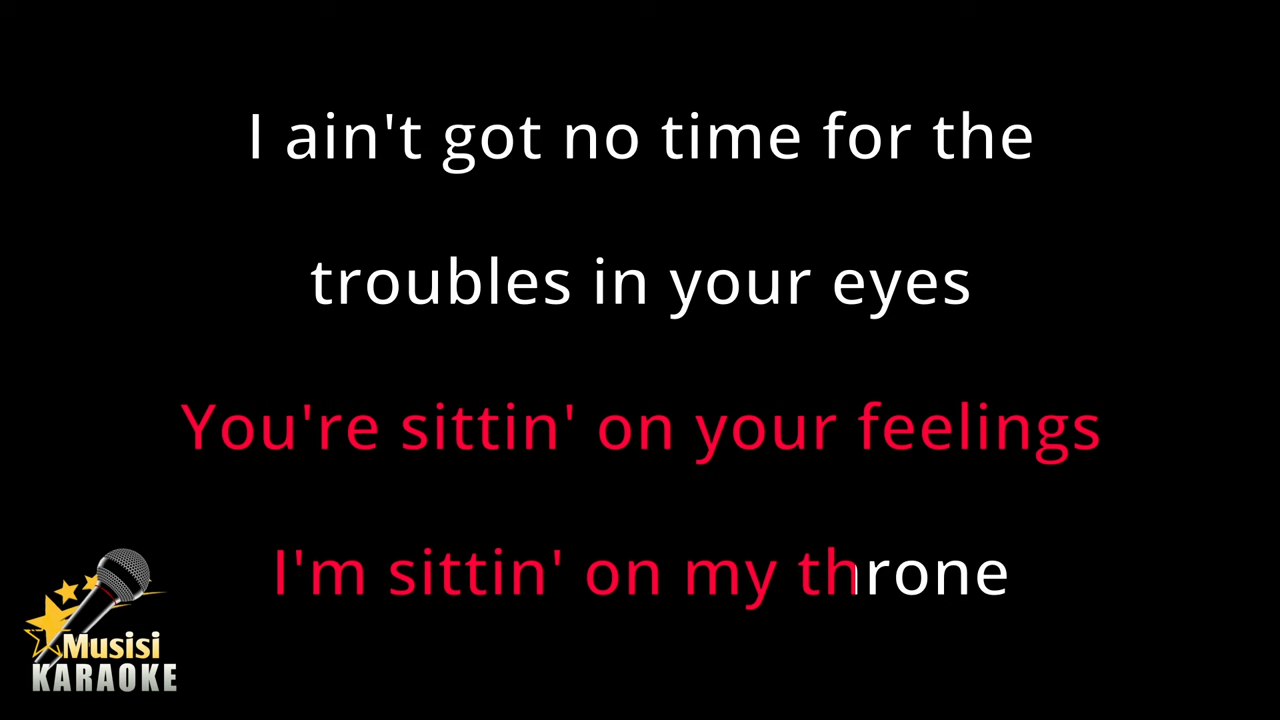 I ain't got no time for the
troubles in your eyes
You're sittin' on your feelings
I'm sittin' on my throne
Musisi
KARAOKE